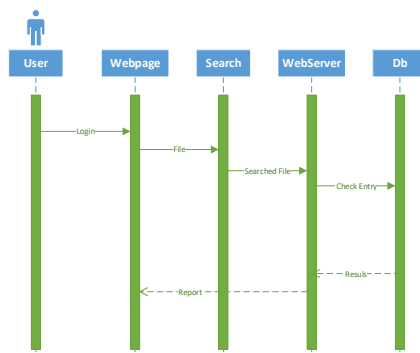 User
Webpage
Search
WebServer
Db
Login
File
Searched File
Check Entry
Resuls
Report